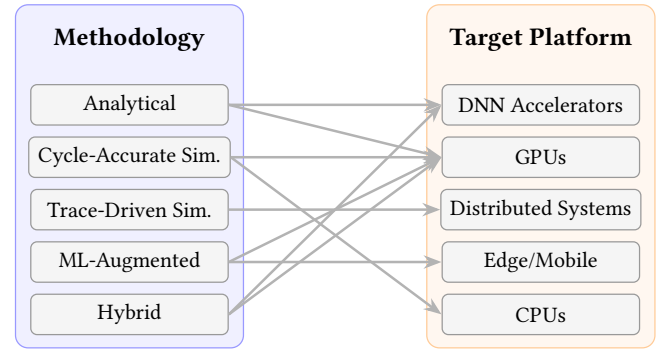 Methodology
Target Platform
Analytical
DNN Accelerators
Cycle-Accurate Sim.
GPUs
Trace-Driven Sim.
Distributed Systems
ML-Augmented
Edge/Mobile
Hybrid
CPUs